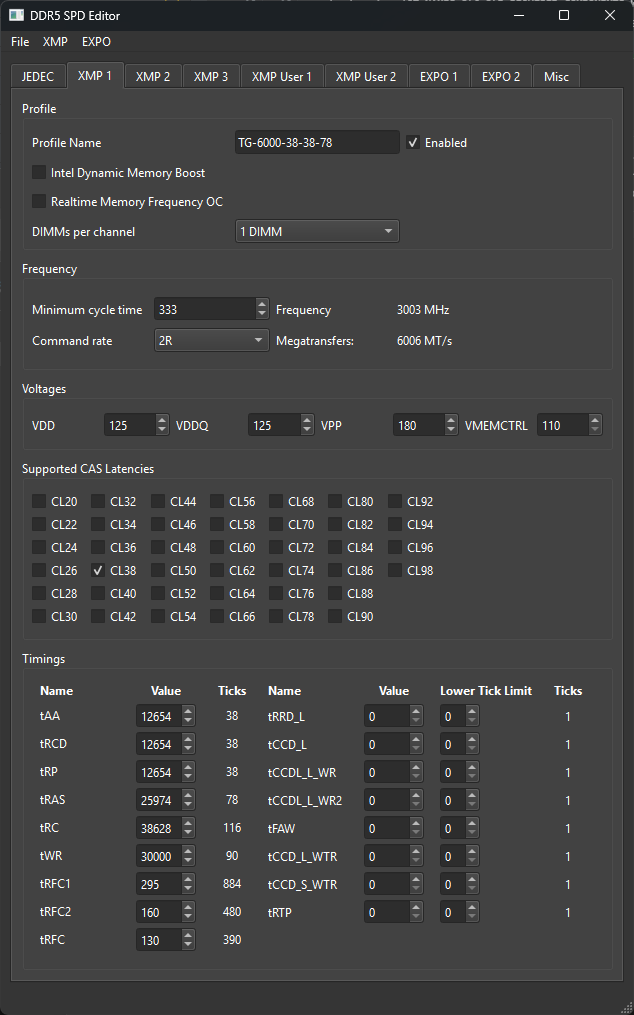 DDR5 SPD Editor
File XMP EXPO
JEDEC XMP 1 XMP 2 XMP 3 XMP User 1 XMP User 2 EXPO 1 EXPO 2 Misc
Profile
Profile Name TG-6000-38-38-78 Enabled
Intel Dynamic Memory Boost
Realtime Memory Frequency OC
DIMMs per channel 1 DIMM
Frequency
Minimum cycle time 333 Frequency 3003 MHz
Command rate 2R Megatransfers: 6006 MT/s
Voltages
VDD 125 VDDQ 125 VPP 180 VMEMCTRL 110
Supported CAS Latencies
CL20 CL32 CL44 CL56 CL68 CL80 CL92
CL22 CL34 CL46 CL58 CL70 CL82 CL94
CL24 CL36 CL48 CL60 CL72 CL84 CL96
CL26 CL38 CL50 CL62 CL74 CL86 CL98
CL28 CL40 CL52 CL64 CL76 CL88
CL30 CL42 CL54 CL66 CL78 CL90
Timings
Name Value Ticks Name Value Lower Tick Limit Ticks
tAA 12654 38 tRRD_L 0 0 1
tRCD 12654 38 tCCD_L 0 0 1
tRP 12654 38 tCCDL_L_WR 0 0 1
tRAS 25974 78 tCCDL_L_WR2 0 0 1
tRC 38628 116 tFAW 0 0 1
tWR 30000 90 tCCD_L_WTR 0 0 1
tRFC1 295 884 tCCD_S_WTR 0 0 1
tRFC2 160 480 tRTP 0 0 1
tRFC 130 390